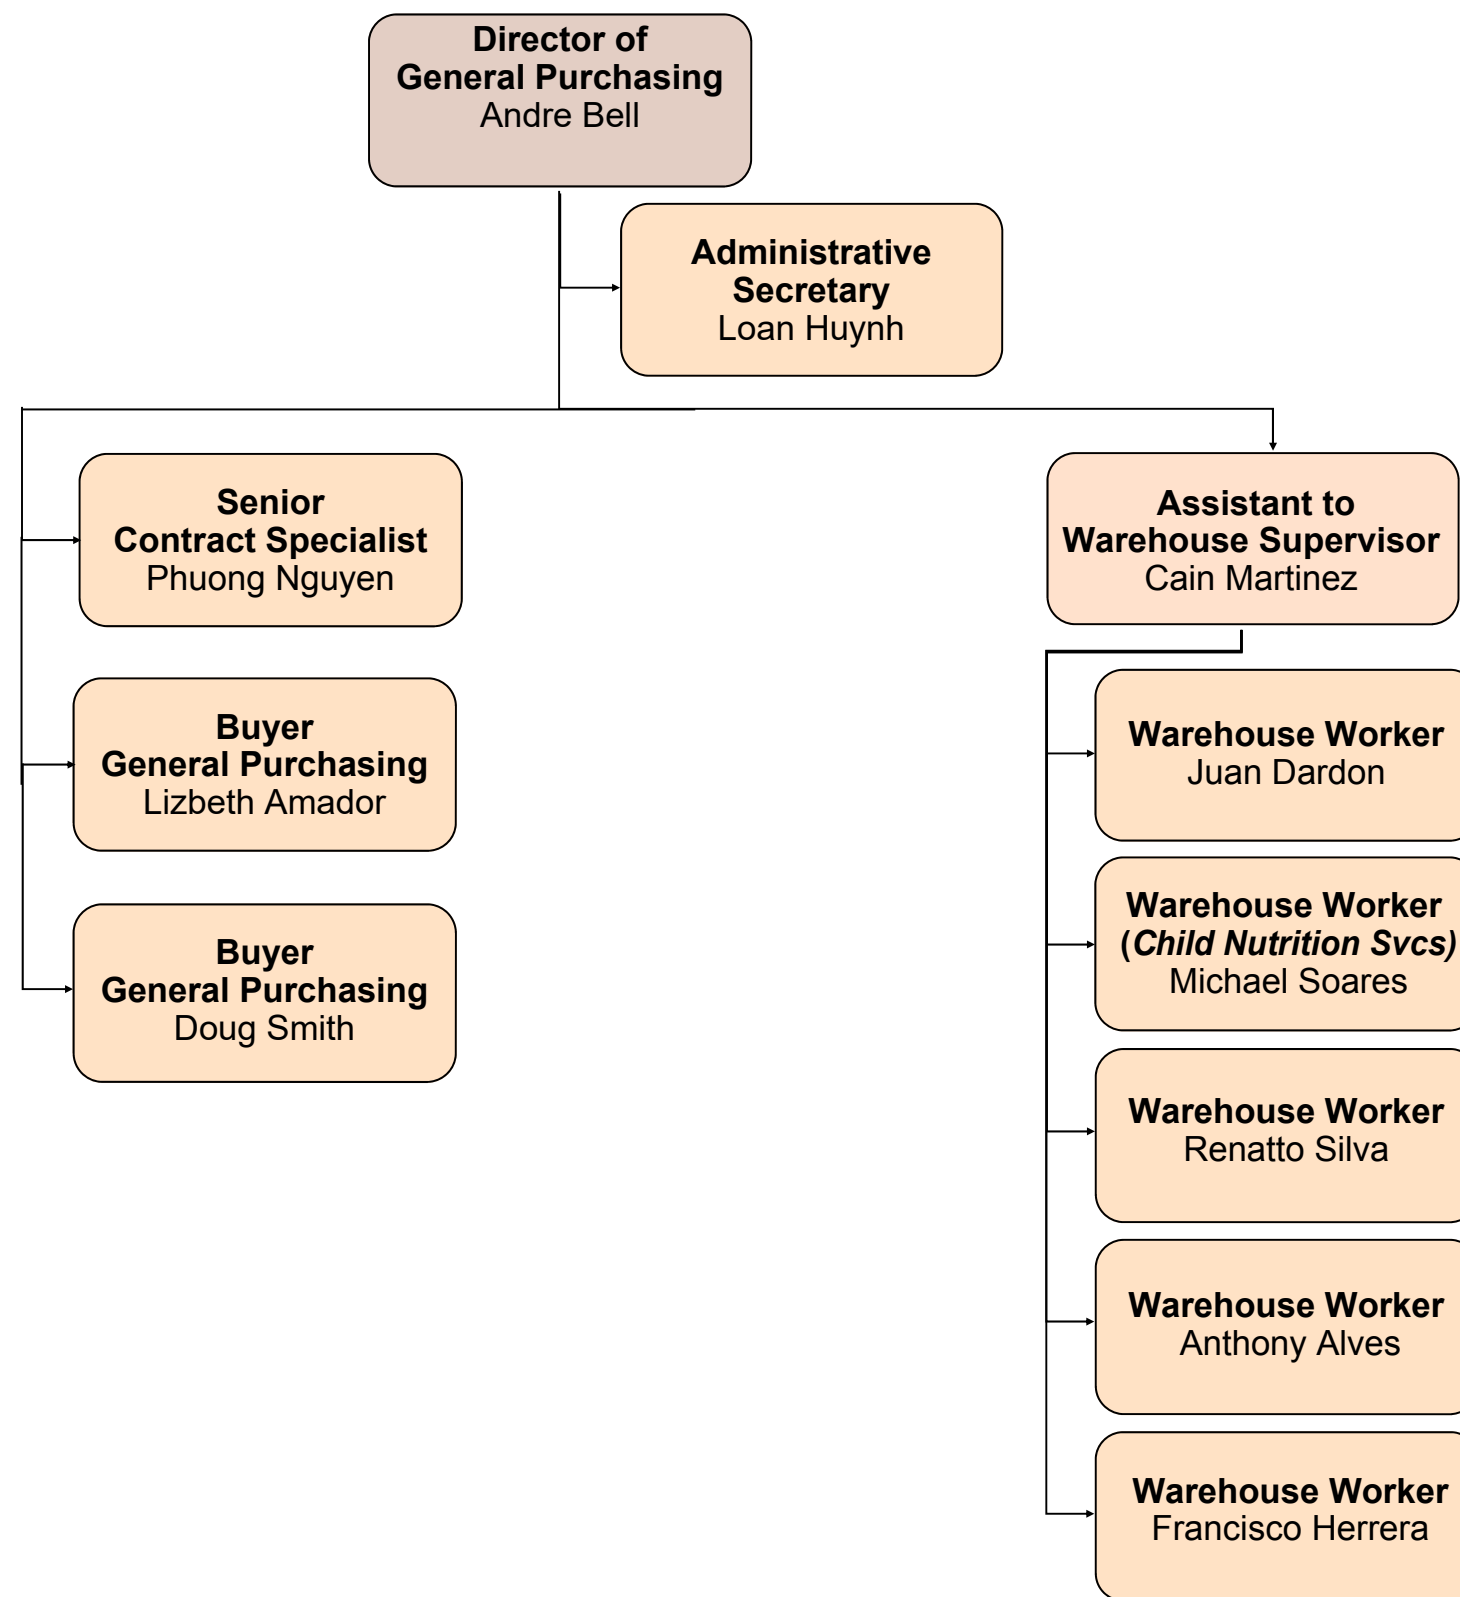 Director of
General Purchasing
Andre Bell
Administrative
Secretary
Loan Huynh
Senior
Contract Specialist
Phuong Nguyen
Buyer
General Purchasing
Lizbeth Amador
Buyer
General Purchasing
Doug Smith
Assistant to
Warehouse Supervisor
Cain Martinez
Warehouse Worker
Juan Dardon
Warehouse Worker
(Child Nutrition Svcs)
Michael Soares
Warehouse Worker
Renatto Silva
Warehouse Worker
Anthony Alves
Warehouse Worker
Francisco Herrera